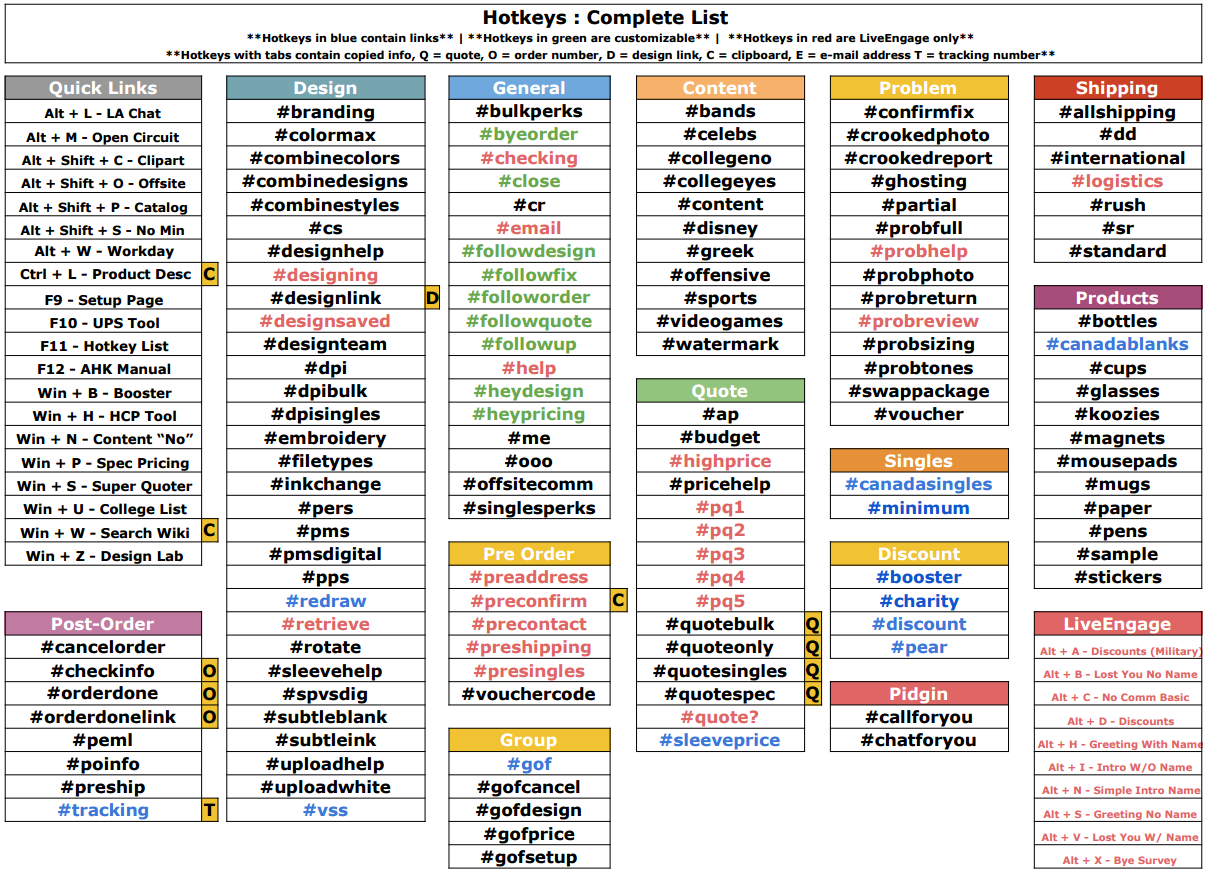 Hotkeys : Complete List
**Hotkeys in blue contain links** | **Hotkeys in green are customizable** | **Hotkeys in red are LiveEngage only**
**Hotkeys with tabs contain copied info, Q = quote, O = order number, D = design link, C = clipboard, E = e-mail address T = tracking number**
Quick Links
Alt + L - LA Chat
Alt + M - Open Circuit
Alt + Shift + C - Clipart
Alt + Shift + O - Offsite
Alt + Shift + P - Catalog
Alt + Shift + S - No Min
Alt + W - Workday
Ctrl + L - Product Desc C
F9 - Setup Page
F10 - UPS Tool
F11 - Hotkey List
F12 - AHK Manual
Win + B - Booster
Win + H - HCP Tool
Win + N - Content “No”
Win + P - Spec Pricing
Win + S - Super Quoter
Win + U - College List
Win + W - Search Wiki C
Win + Z - Design Lab
Post-Order
#cancelorder
#checkinfo O
#orderdone O
#orderdonelink O
#peml
#poinfo
#preship
#tracking T
Design
#branding
#colormax
#combinecolors
#combinedesigns
#combinestyles
#cs
#designhelp
#designing
#designlink D
#designsaved
#designteam
#dpi
#dpibulk
#dpisingles
#embroidery
#filetypes
#inkchange
#pers
#pms
#pmsdigital
#pps
#redraw
#retrieve
#rotate
#sleevehelp
#spvsdig
#subtleblank
#subtleink
#uploadhelp
#uploadwhite
#vss
General
#bulkperks
#byeorder
#checking
#close
#cr
#email
#followdesign
#followfix
#followorder
#followquote
#followup
#help
#heydesign
#heypricing
#me
#ooo
#offsitecomm
#singlesperks
Pre Order
#preaddress
#preconfirm C
#precontact
#preshipping
#presingles
#vouchercode
Group
#gof
#gofcancel
#gofdesign
#gofprice
#gofsetup
Content
#bands
#celebs
#collegeno
#collegeyes
#content
#disney
#greek
#offensive
#sports
#videogames
#watermark
Quote
#ap
#budget
#highprice
#pricehelp
#pq1
#pq2
#pq3
#pq4
#pq5
#quotebulk Q
#quoteonly Q
#quotesingles Q
#quotespec Q
#quote?
#sleeveprice
Problem
#confirmfix
#crookedphoto
#crookedreport
#ghosting
#partial
#probfull
#probhelp
#probphoto
#probreturn
#probreview
#probsizing
#probtones
#swappackage
#voucher
Singles
#canadasingles
#minimum
Discount
#booster
#charity
#discount
#pear
Pidgin
#callforyou
#chatforyou
Shipping
#allshipping
#dd
#international
#logistics
#rush
#sr
#standard
Products
#bottles
#canadablanks
#cups
#glasses
#koozies
#magnets
#mousepads
#mugs
#paper
#pens
#sample
#stickers
LiveEngage
Alt + A - Discounts (Military)
Alt + B - Lost You No Name
Alt + C - No Comm Basic
Alt + D - Discounts
Alt + H - Greeting With Name
Alt + I - Intro W/O Name
Alt + N - Simple Intro Name
Alt + S - Greeting No Name
Alt + V - Lost You W/ Name
Alt + X - Bye Survey